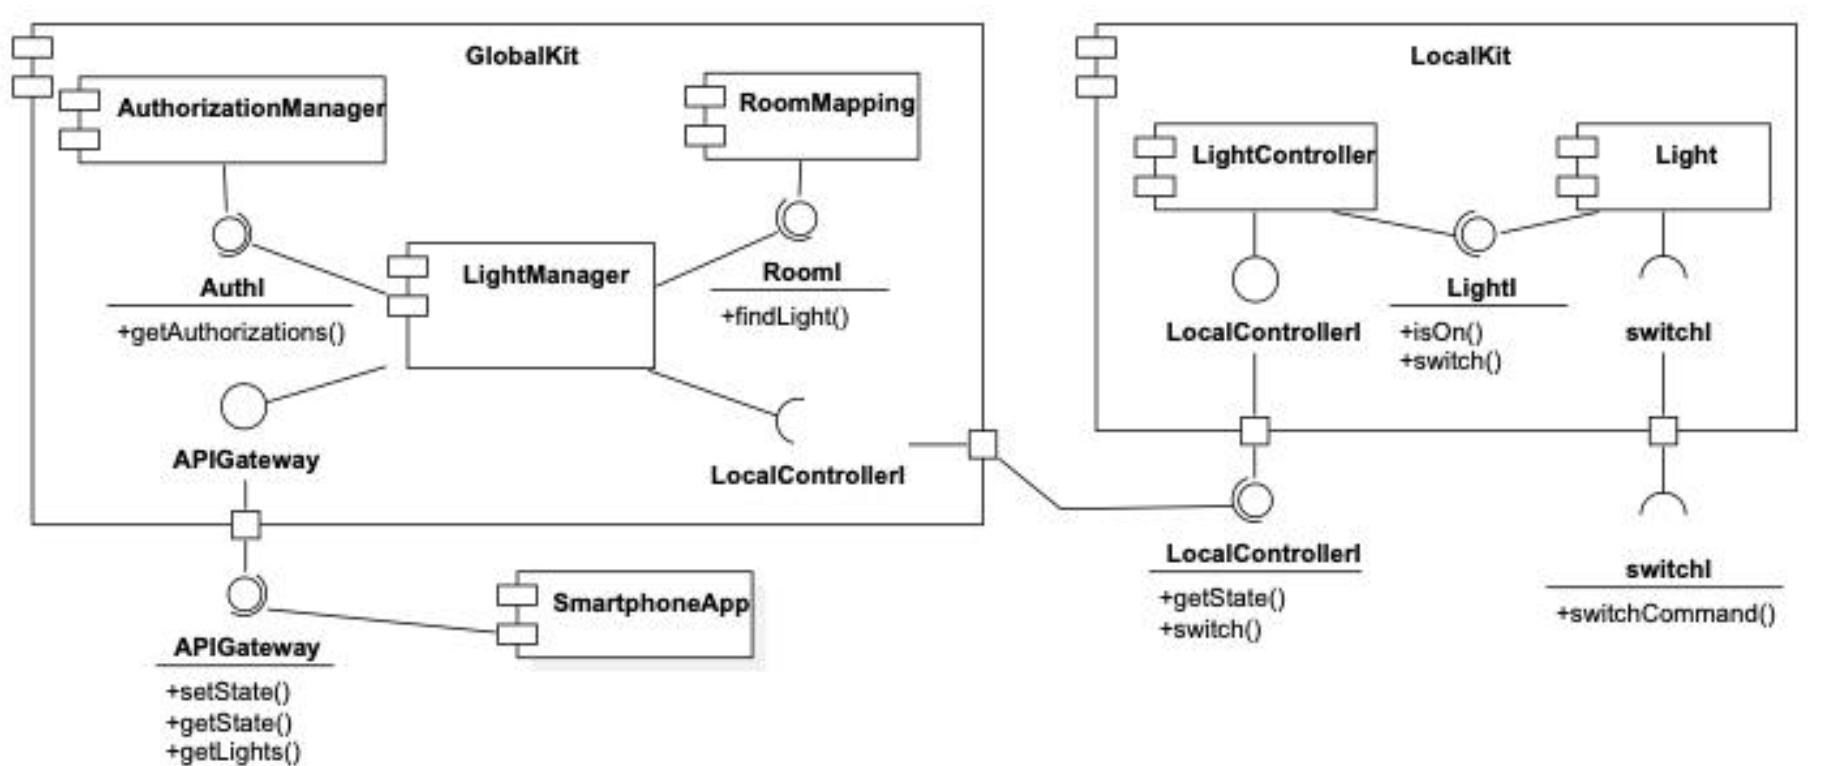 GlobalKit
AuthorizationManager
RoomMapping
LightManager
AuthI
+getAuthorizations()
RoomI
+findLight()
APIGateway
LocalControllerI
APIGateway
+setState()
+getState()
+getLights()
SmartphoneApp
LocalKit
LightController
Light
LocalControllerI
LightI
+isOn()
+switch()
switchI
LocalControllerI
+getState()
+switch()
switchI
+switchCommand()